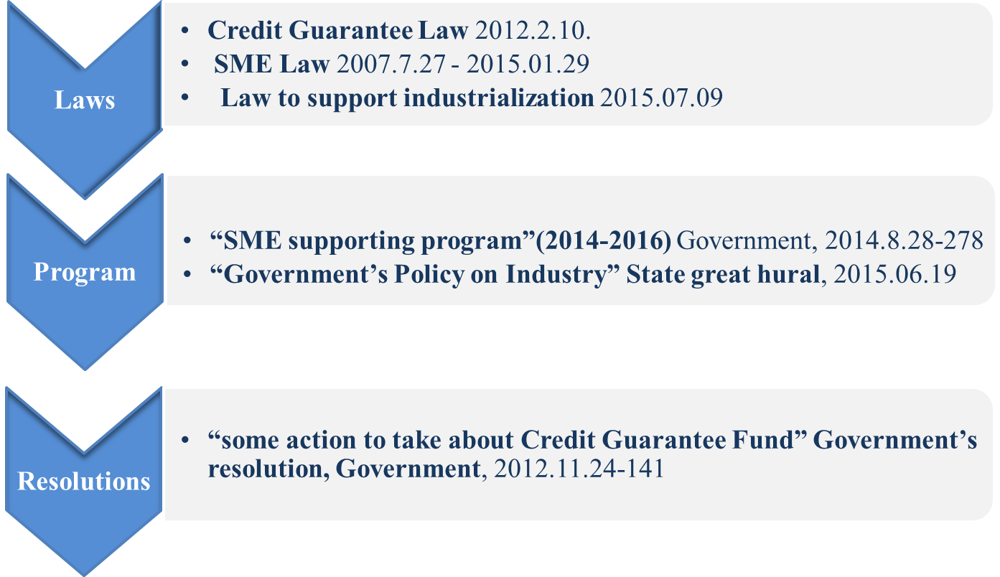 Laws
• Credit Guarantee Law 2012.2.10.
• SME Law 2007.7.27 - 2015.01.29
• Law to support industrialization 2015.07.09
Program
• “SME supporting program”(2014-2016) Government, 2014.8.28-278
• “Government’s Policy on Industry” State great hural, 2015.06.19
Resolutions
• “some action to take about Credit Guarantee Fund” Government’s
resolution, Government, 2012.11.24-141